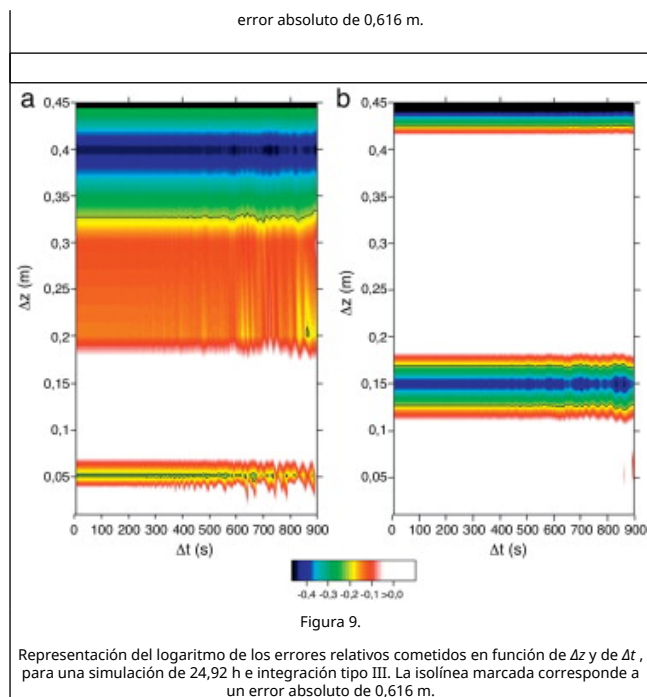 error absoluto de 0,616 m.
a
b
0,45
0,4
0,35
0,3
0,25
0,2
0,15
0,1
0,05
Δz (m)
0 100 200 300 400 500 600 700 800 900
Δt (s)
0,45
0,4
0,35
0,3
0,25
0,2
0,15
0,1
0,05
Δz (m)
0 100 200 300 400 500 600 700 800 900
Δt (s)
-0,4 -0,3 -0,2 -0,1 >0,0
Figura 9.
Representación del logaritmo de los errores relativos cometidos en función de Δz y de Δt ,
para una simulación de 24,92 h e integración tipo III. La isolínea marcada corresponde a
un error absoluto de 0,616 m.